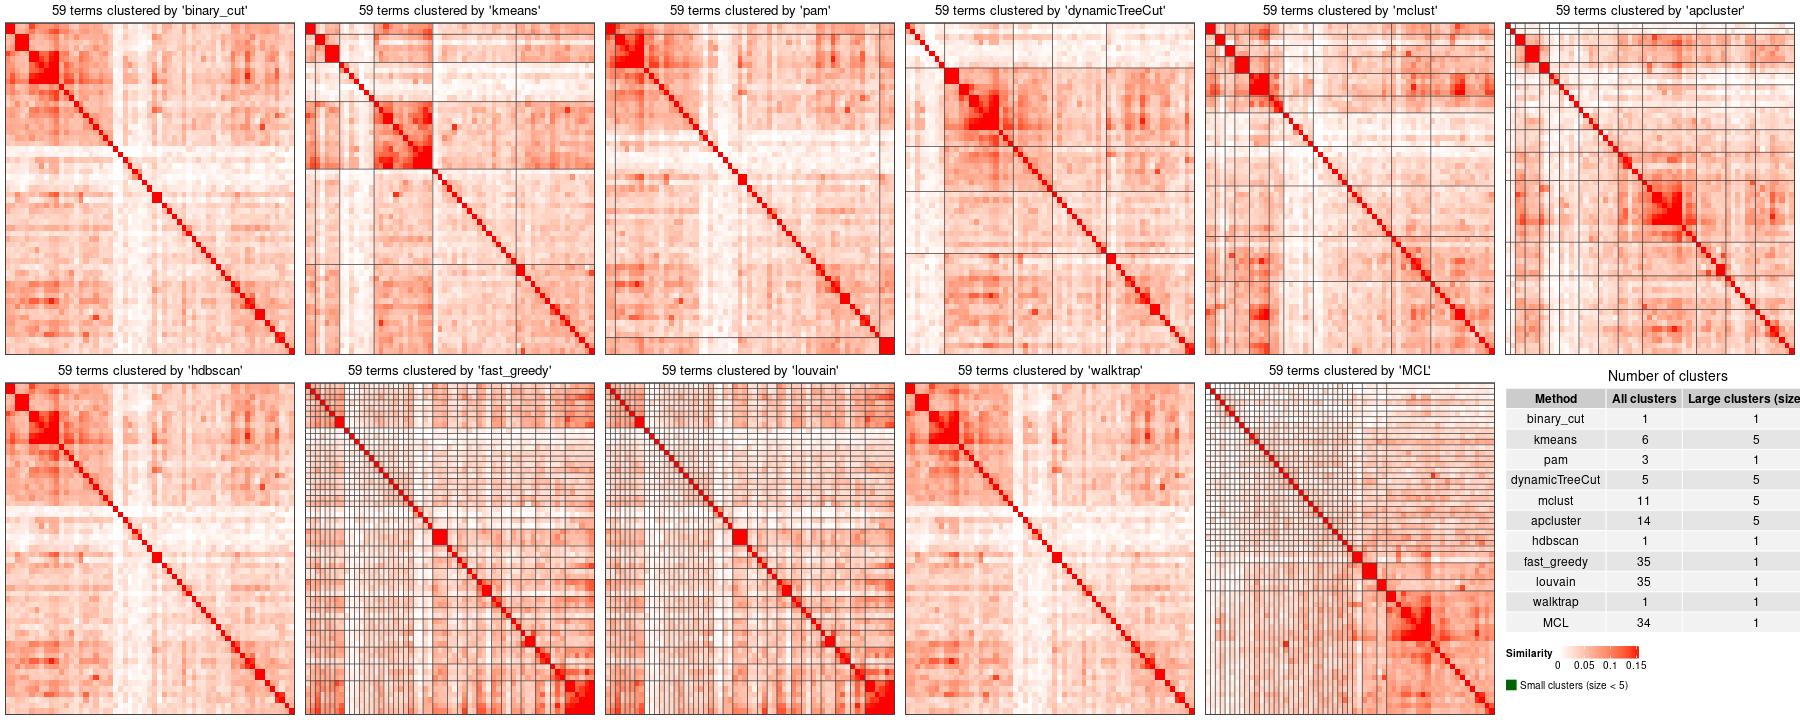 59 terms clustered by 'binary_cut'
59 terms clustered by 'kmeans'
59 terms clustered by 'pam'
59 terms clustered by 'dynamicTreeCut'
59 terms clustered by 'mclust'
59 terms clustered by 'apcluster'
59 terms clustered by 'hdbscan'
59 terms clustered by 'fast_greedy'
59 terms clustered by 'louvain'
59 terms clustered by 'walktrap'
59 terms clustered by 'MCL'
Number of clusters
Method All clusters Large clusters (size
binary_cut 1 1
kmeans 6 5
pam 3 1
dynamicTreeCut 5 5
mclust 11 5
apcluster 14 5
hdbscan 1 1
fast_greedy 35 1
louvain 35 1
walktrap 1 1
MCL 34 1
Similarity
0 0.05 0.1 0.15
Small clusters (size < 5)